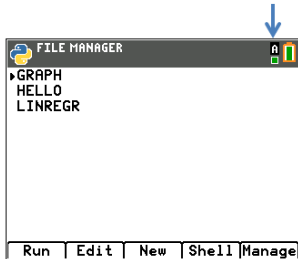 FILE MANAGER A
GRAPH
HELLO
LINREGR
Run Edit New Shell Manage